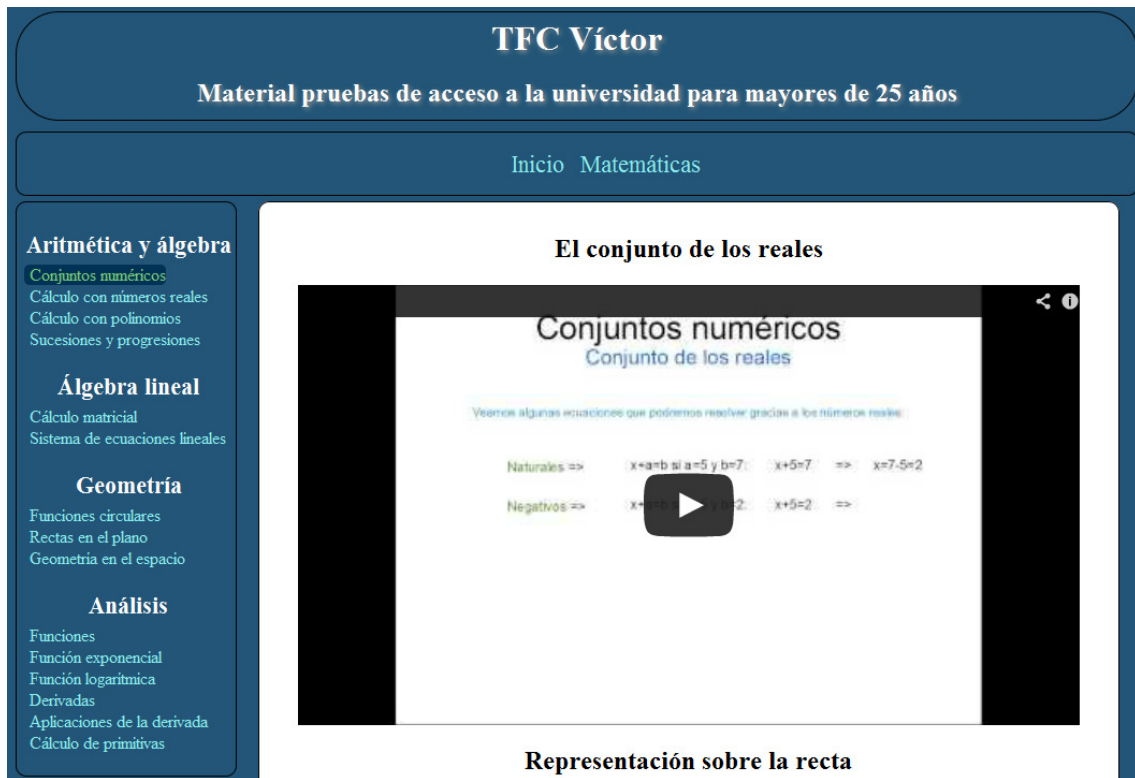 TFC Víctor
Material pruebas de acceso a la universidad para mayores de 25 años
Inicio Matemáticas
Aritmética y álgebra
Conjuntos numéricos
Cálculo con números reales
Cálculo con polinomios
Sucesiones y progresiones
Álgebra lineal
Cálculo matricial
Sistema de ecuaciones lineales
Geometría
Funciones circulares
Rectas en el plano
Geometria en el espacio
Análisis
Funciones
Función exponencial
Función logarítmica
Derivadas
Aplicaciones de la derivada
Cálculo de primitivas
El conjunto de los reales
Conjuntos numéricos
Conjunto de los reales
Veamos algunas ecuaciones que podremos resolver gracias a los números reales:
Naturales => x+a=b si a=5 y b=7: x+5=7 => x=7-5=2
Negativos => b=2: x+5=2 =>
Representación sobre la recta